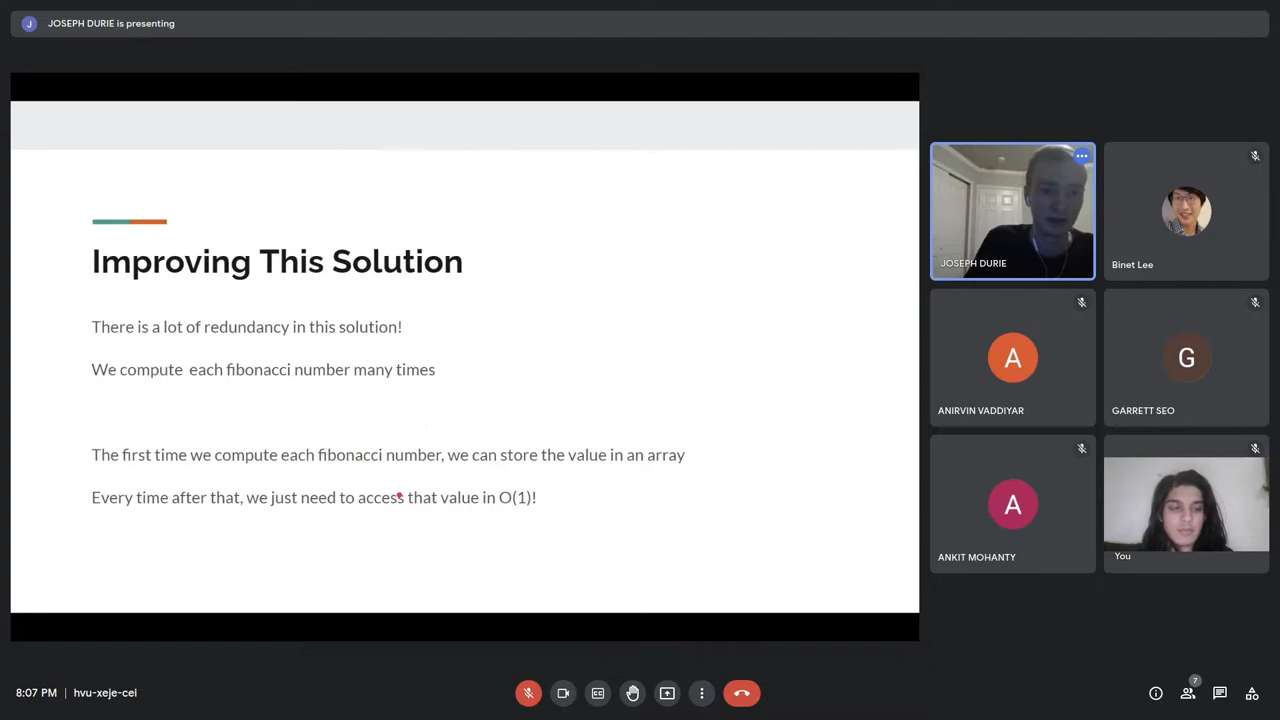 J JOSEPH DURIE is presenting
Improving This Solution
There is a lot of redundancy in this solution!
We compute each fibonacci number many times
The first time we compute each fibonacci number, we can store the value in an array
Every time after that, we just need to access that value in O(1)!
JOSEPH DURIE
Binet Lee
A
ANIRVIN VADDIYAR
G
GARRETT SEO
A
ANKIT MOHANTY
You
8:07 PM | hvu-xeje-cei
CC
7